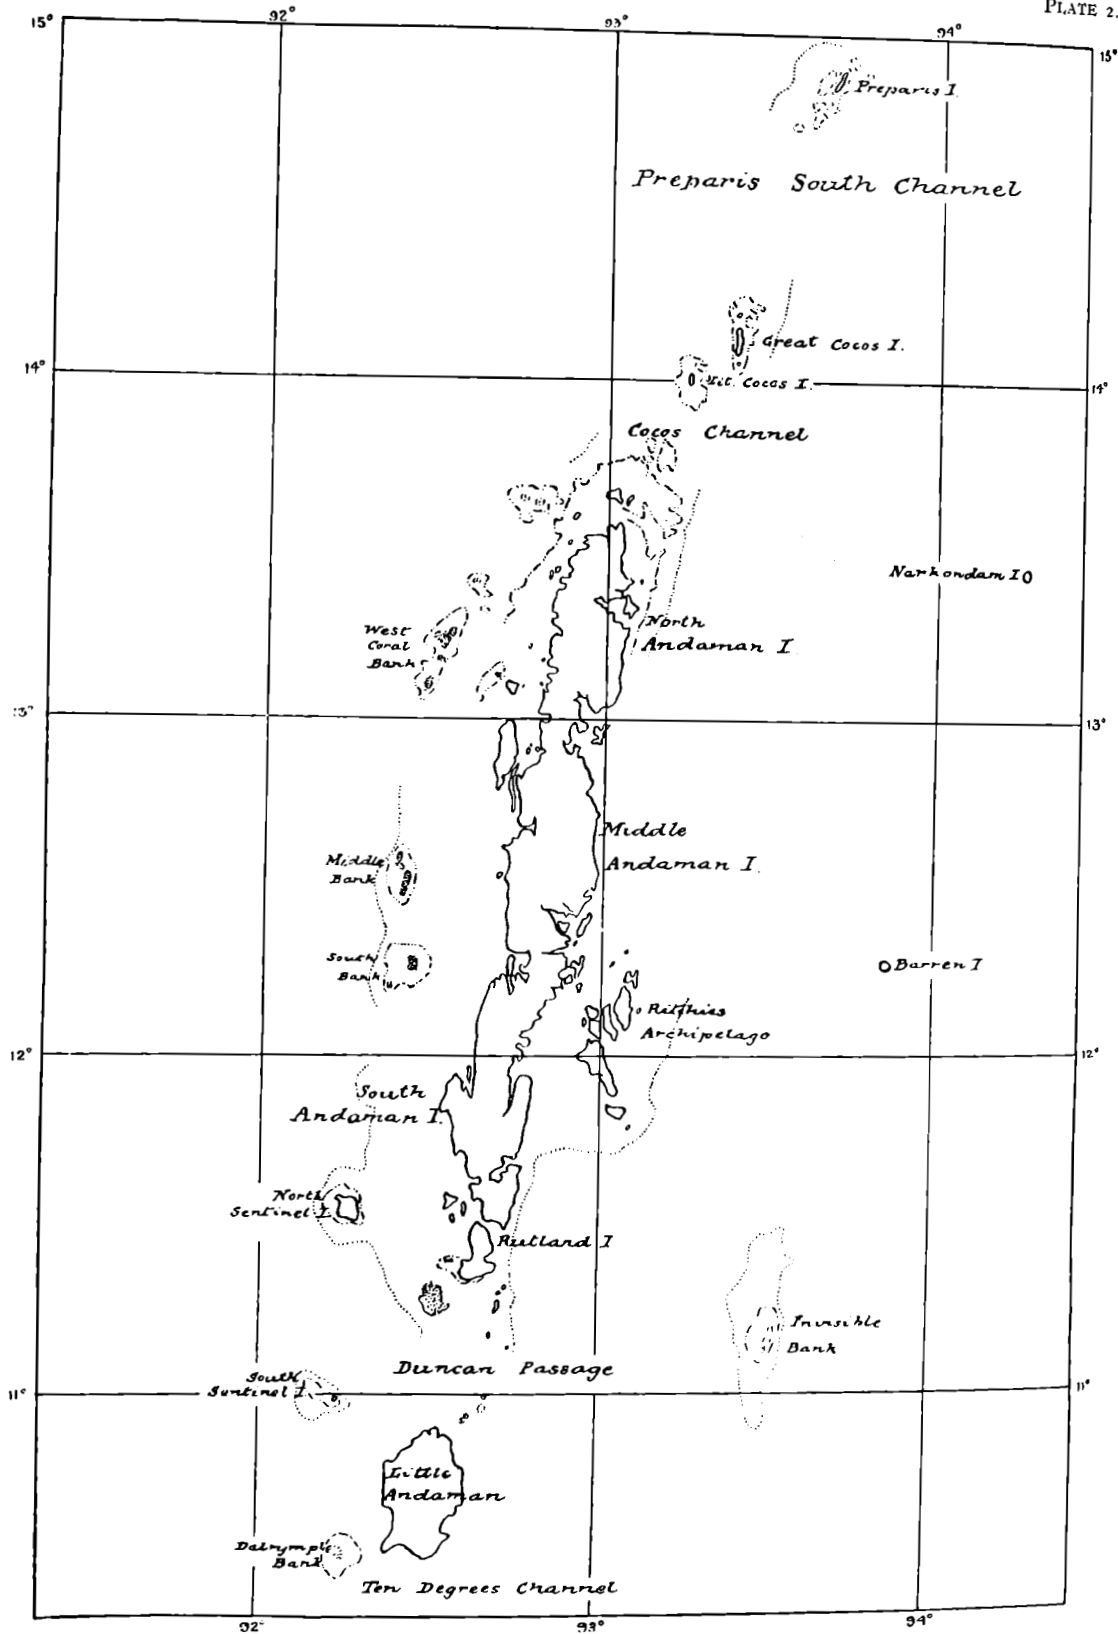 PLATE 2.
15°
92°
93°
94°
15°
Preparis I.
Preparis South Channel
Great Cocos I.
14°
Lit. Cocos I.
14°
Cocos Channel
Narkondam I
North
Andaman I
West
Coral
Bank
13°
13°
Middle
Andaman I.
Middle
Bank
South
Bank
Barren I
Ritchies
Archipelago
12°
12°
South
Andaman I.
North
Sentinel I.
Rutland I
Invisible
Bank
Duncan Passage
South
Sentinel I.
11°
11°
Little
Andaman
Dalrymple
Bank
Ten Degrees Channel
92°
93°
94°